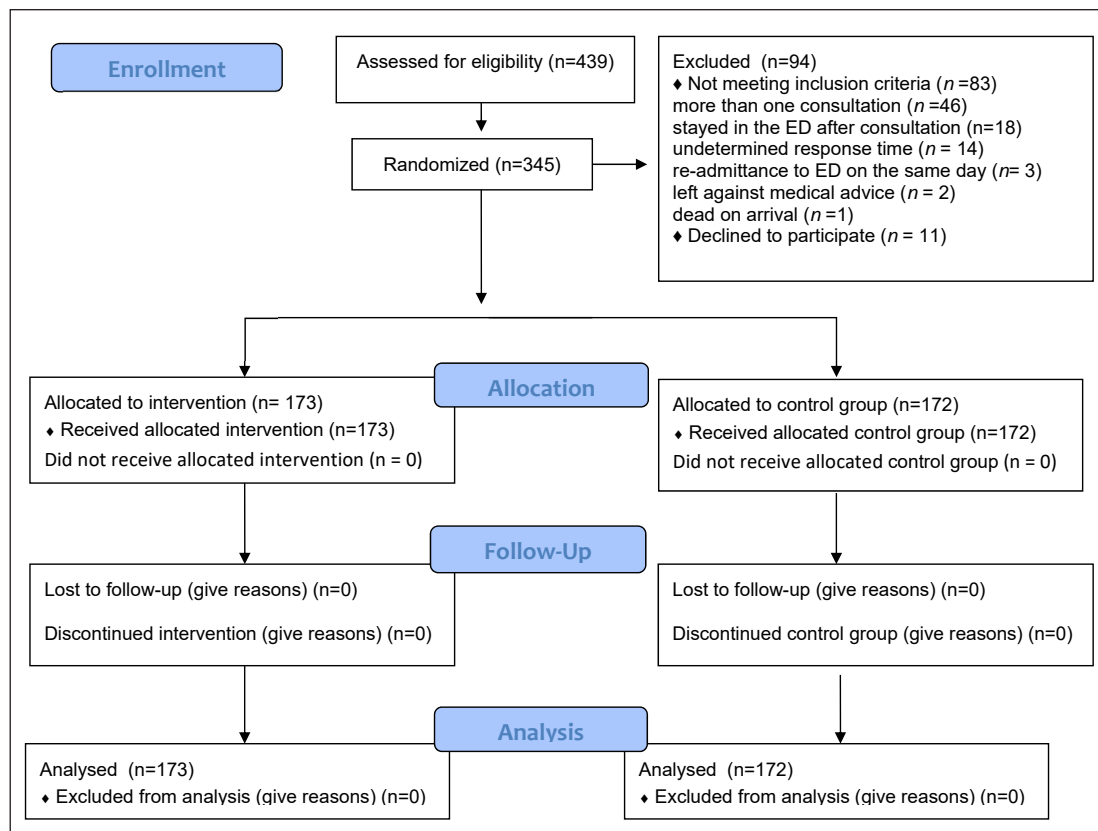 Enrollment
Assessed for eligibility (n=439)
Excluded (n=94)
♦ Not meeting inclusion criteria (n =83)
more than one consultation (n =46)
stayed in the ED after consultation (n=18)
undetermined response time (n = 14)
re-admittance to ED on the same day (n= 3)
left against medical advice (n = 2)
dead on arrival (n =1)
♦ Declined to participate (n = 11)
Randomized (n=345)
Allocation
Allocated to intervention (n= 173)
♦ Received allocated intervention (n=173)
Did not receive allocated intervention (n = 0)
Allocated to control group (n=172)
♦ Received allocated control group (n=172)
Did not receive allocated control group (n = 0)
Follow-Up
Lost to follow-up (give reasons) (n=0)
Discontinued intervention (give reasons) (n=0)
Lost to follow-up (give reasons) (n=0)
Discontinued control group (give reasons) (n=0)
Analysis
Analysed (n=173)
♦ Excluded from analysis (give reasons) (n=0)
Analysed (n=172)
♦ Excluded from analysis (give reasons) (n=0)